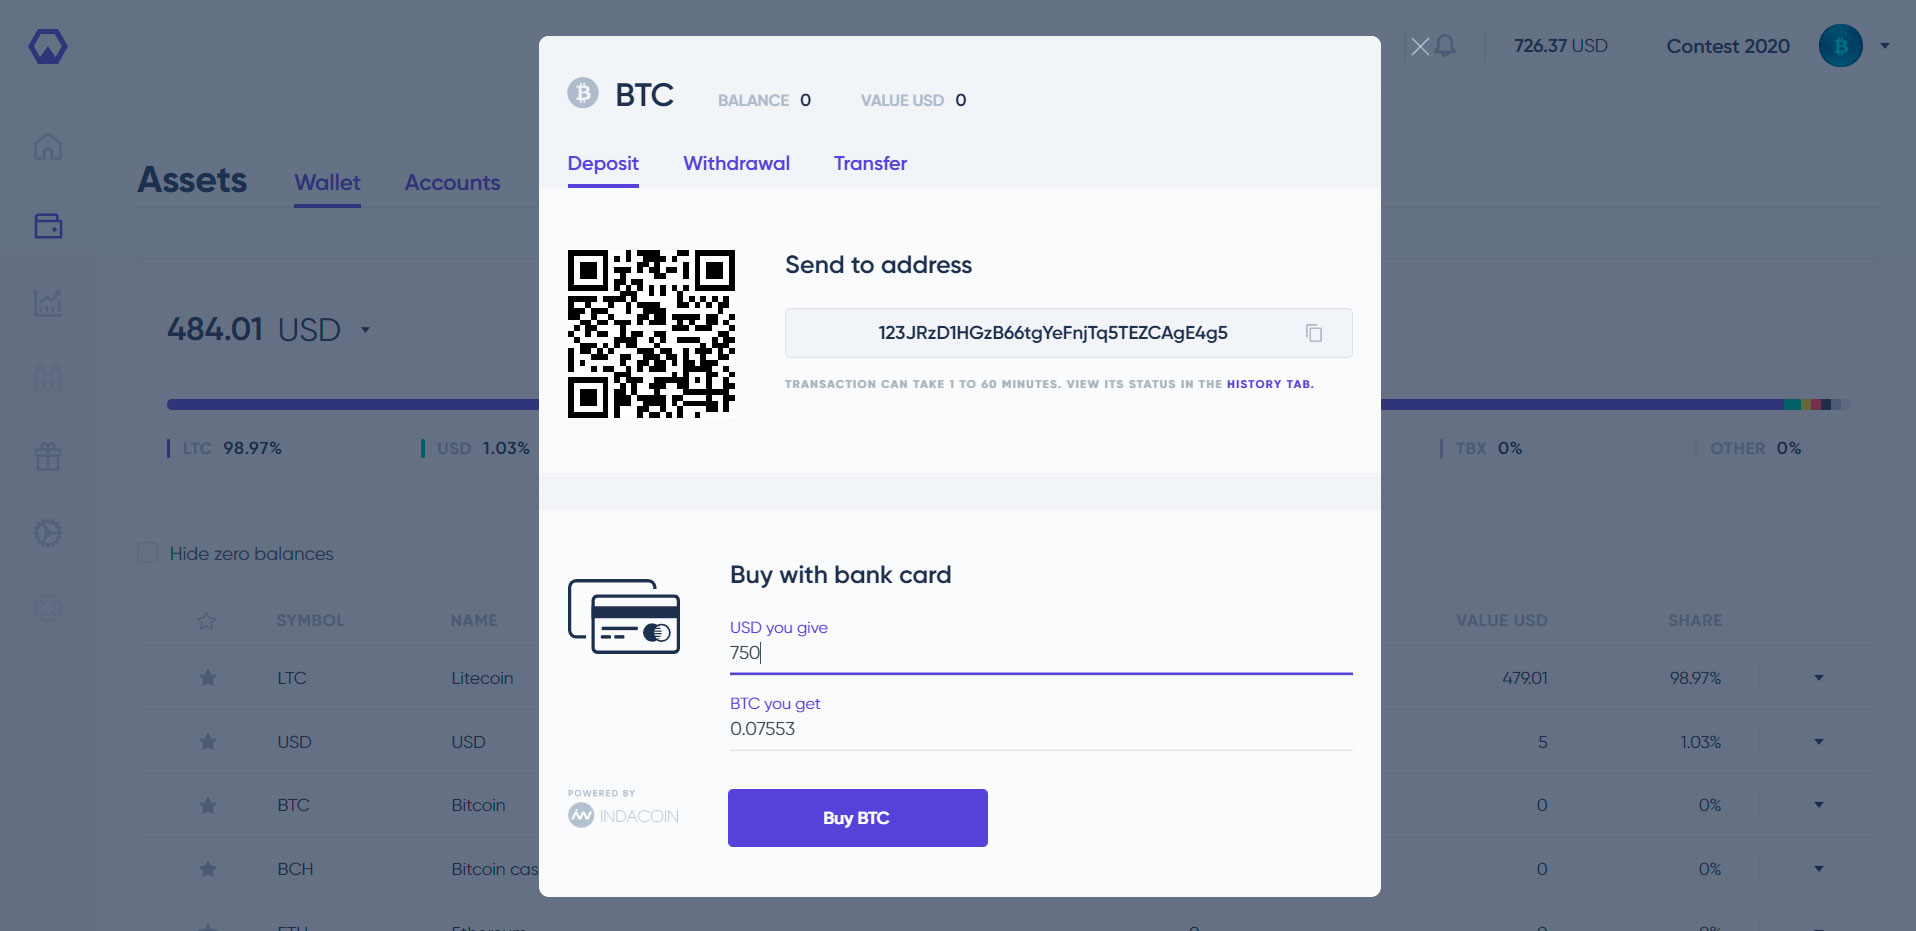 726.37 USD
Contest 2020
BTC
BALANCE 0
VALUE USD 0
Deposit
Withdrawal
Transfer
Assets
Wallet
Accounts
Send to address
123JRzD1HGzB66tgYeFnjTq5TEZCAgE4g5
TRANSACTION CAN TAKE 1 TO 60 MINUTES. VIEW ITS STATUS IN THE HISTORY TAB.
484.01 USD
LTC 98.97%
USD 1.03%
TBX 0%
OTHER 0%
Hide zero balances
Buy with bank card
USD you give
750
BTC you get
0.07553
POWERED BY
INDACOIN
Buy BTC
SYMBOL NAME VALUE USD SHARE
LTC Litecoin 479.01 98.97%
USD USD 5 1.03%
BTC Bitcoin 0 0%
BCH Bitcoin cas 0 0%